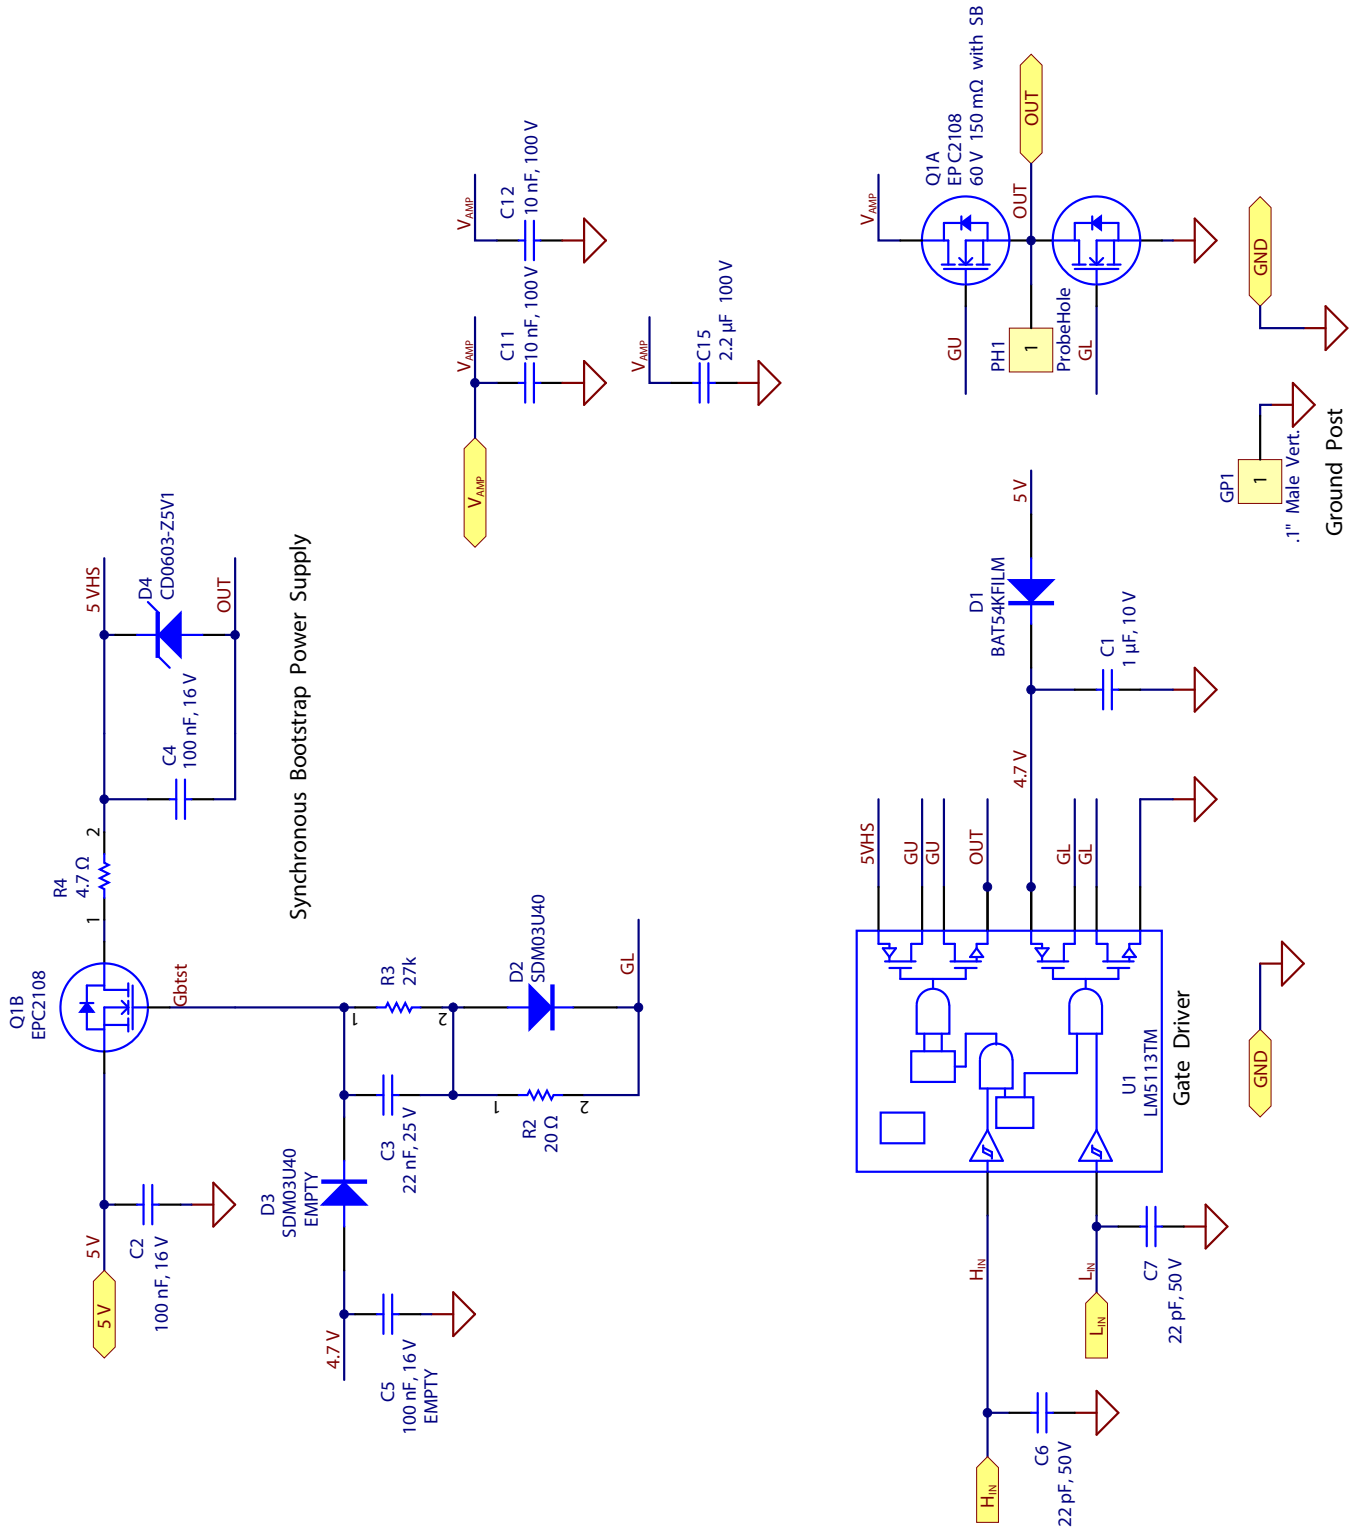 5 V
5 V
C2
100 nF, 16 V
Q1B
EPC2108
Gbtst
1
R4
4.7 Ω
2
C4
100 nF, 16 V
5 VHS
D4
CD0603-Z5V1
OUT
4.7 V
C5
100 nF, 16 V
EMPTY
D3
SDM03U40
EMPTY
C3
22 nF, 25 V
1
R3
27k
2
1
R2
20 Ω
2
D2
SDM03U40
GL
Synchronous Bootstrap Power Supply
VAMP
VAMP
C11
10 nF, 100 V
VAMP
C12
10 nF, 100 V
VAMP
C15
2.2 µF 100 V
HIN
C6
22 pF, 50 V
HIN
LIN
LIN
C7
22 pF, 50 V
U1
LM5113TM
Gate Driver
5VHS
GU
GU
OUT
4.7 V
GL
GL
D1
BAT54KFILM
5 V
C1
1 µF, 10 V
GND
VAMP
Q1A
EPC2108
60 V 150 mΩ with SB
GU
PH1
1
ProbeHole
GL
OUT
OUT
GP1
1
.1" Male Vert.
Ground Post
GND